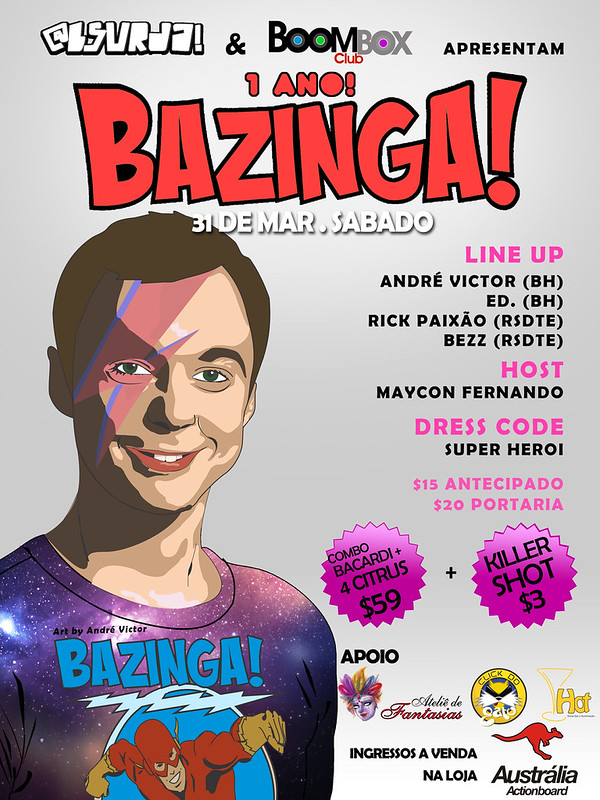 @BSURDA! & BOOMBOX Club APRESENTAM
1 ANO!
BAZINGA!
31 DE MAR . SABADO
LINE UP
ANDRÉ VICTOR (BH)
ED. (BH)
RICK PAIXÃO (RSDTE)
BEZZ (RSDTE)
HOST
MAYCON FERNANDO
DRESS CODE
SUPER HEROI
$15 ANTECIPADO
$20 PORTARIA
COMBO
BACARDI +
4 CITRUS
$59
+
KILLER
SHOT
$3
Art by André Victor
BAZINGA!
APOIO
Ateliê de
Fantasias
CLICK DO
gato
Hot
INGRESSOS A VENDA
NA LOJA
Austrália
Actionboard